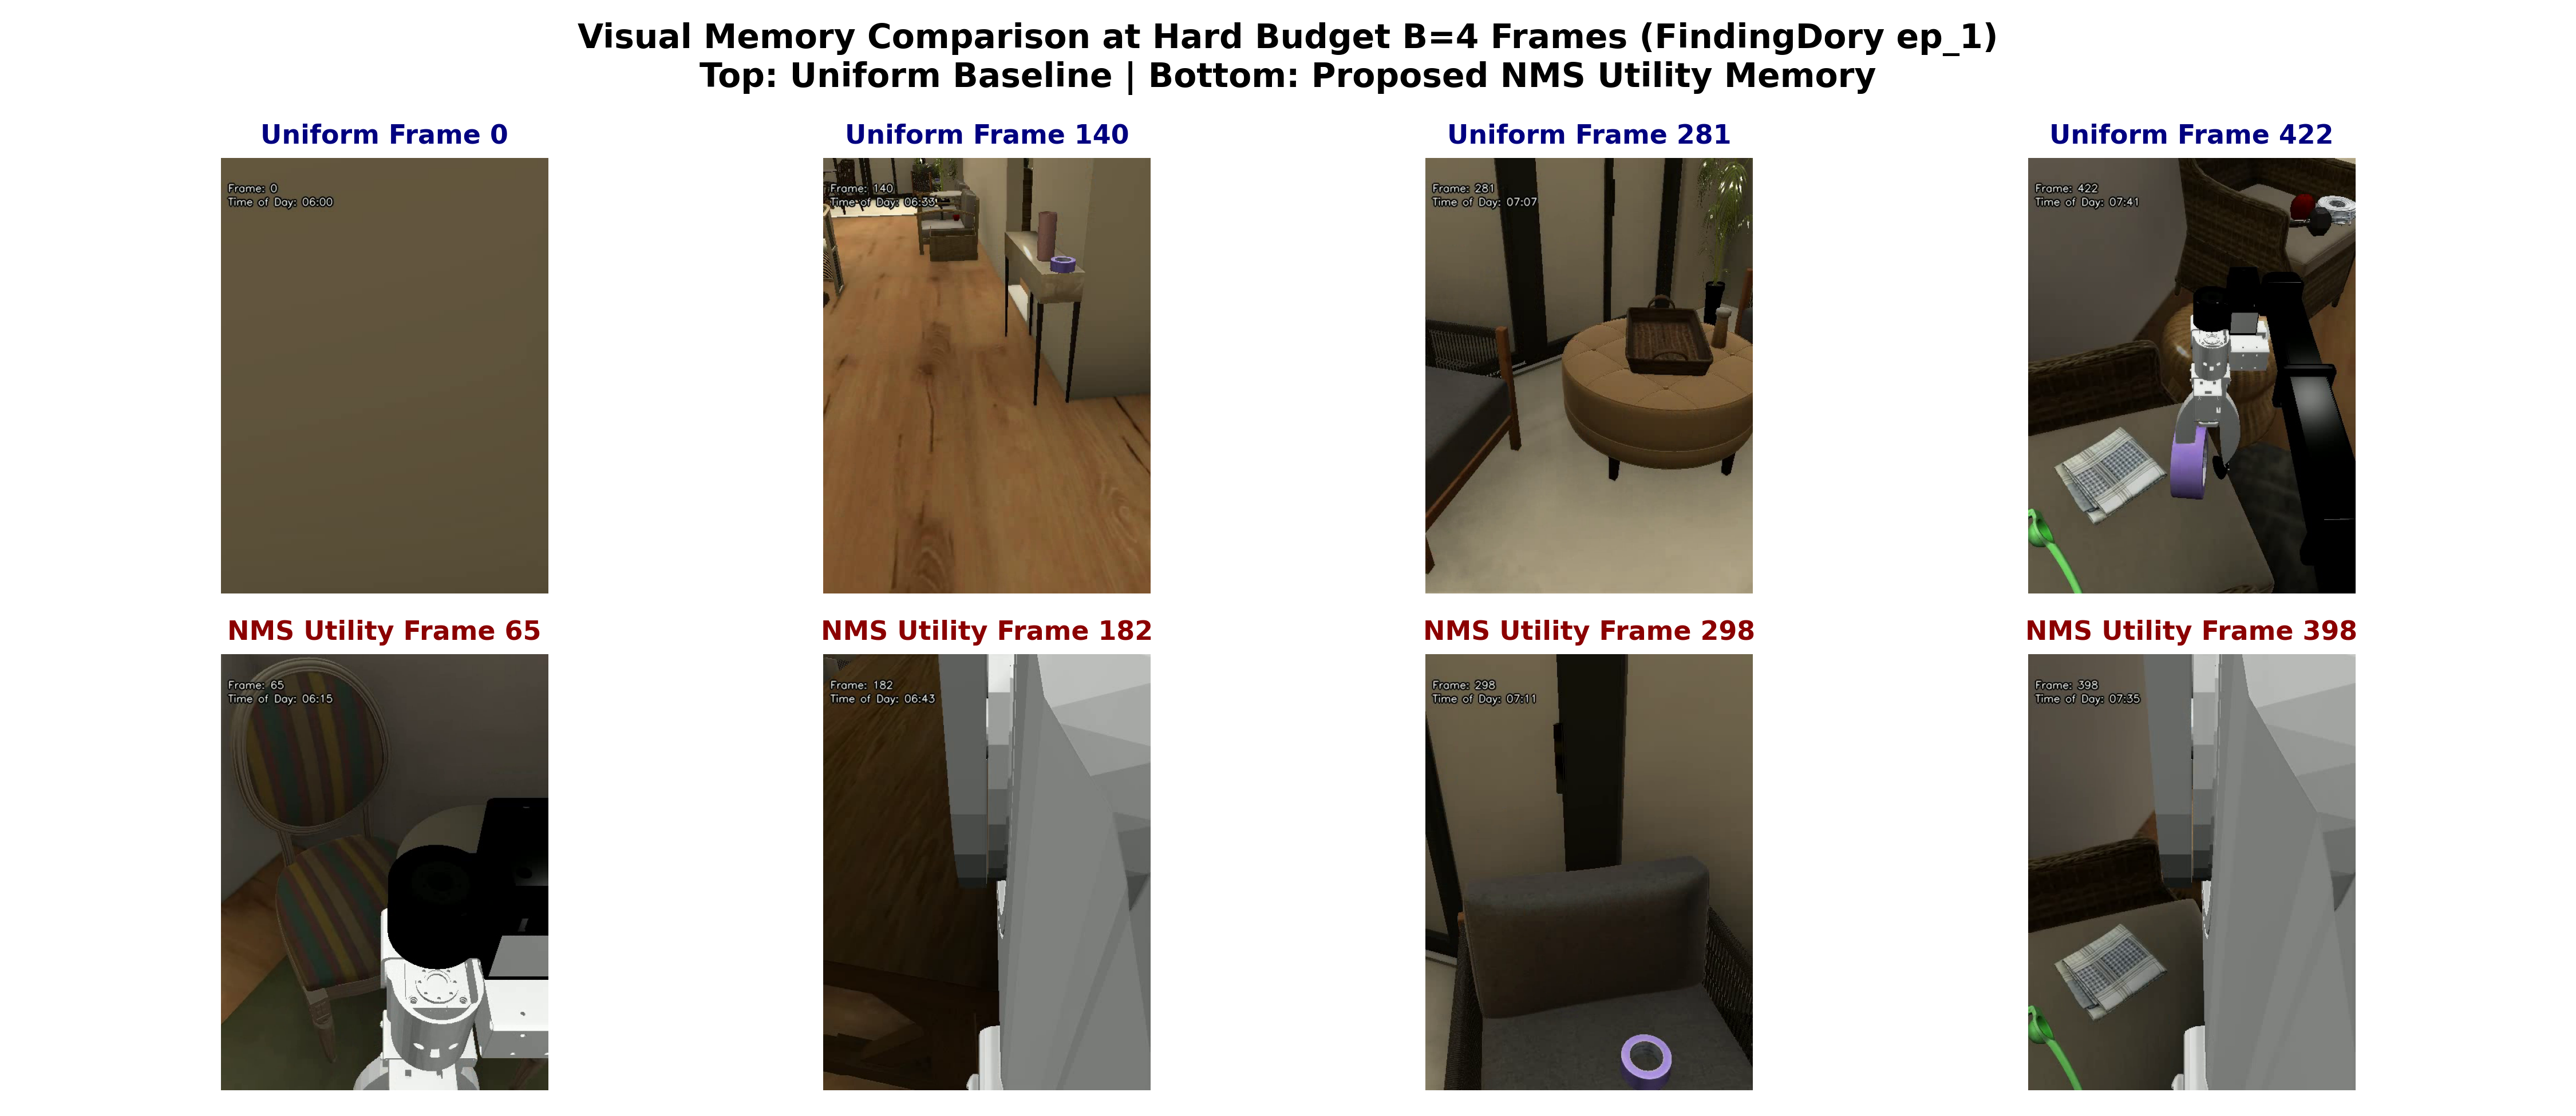 Visual Memory Comparison at Hard Budget B=4 Frames (FindingDory ep_1)
Top: Uniform Baseline | Bottom: Proposed NMS Utility Memory
Uniform Frame 0
Uniform Frame 140
Uniform Frame 281
Uniform Frame 422
Frame: 0
Time of Day: 06:00
Frame: 140
Time of Day: 06:33
Frame: 281
Time of Day: 07:07
Frame: 422
Time of Day: 07:41
NMS Utility Frame 65
NMS Utility Frame 182
NMS Utility Frame 298
NMS Utility Frame 398
Frame: 65
Time of Day: 06:15
Frame: 182
Time of Day: 06:43
Frame: 298
Time of Day: 07:11
Frame: 398
Time of Day: 07:35